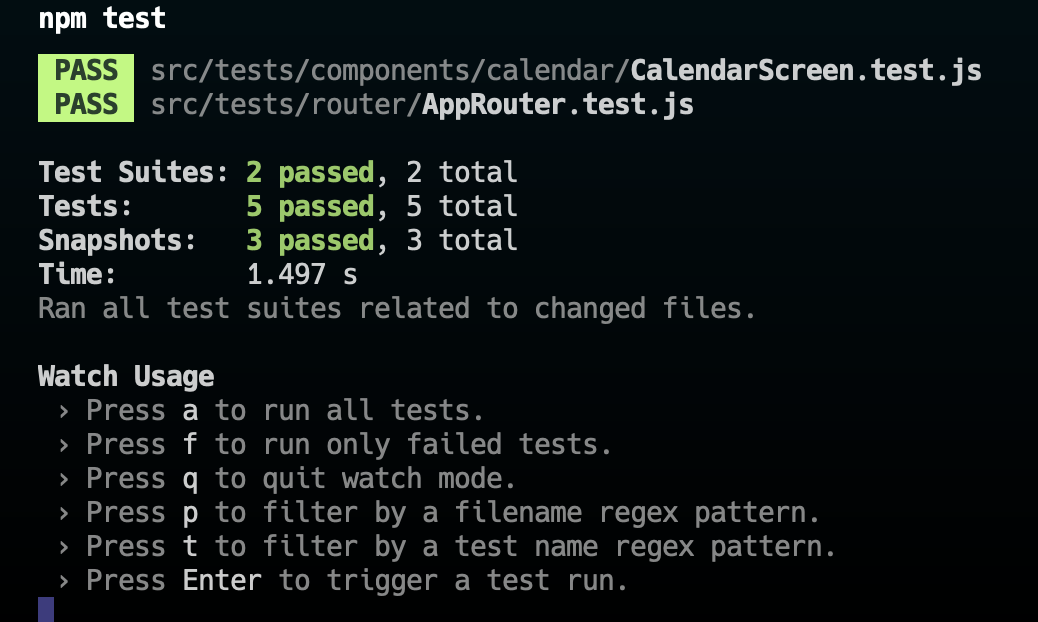 npm test
PASS src/tests/components/calendar/CalendarScreen.test.js
PASS src/tests/router/AppRouter.test.js
Test Suites: 2 passed, 2 total
Tests: 5 passed, 5 total
Snapshots: 3 passed, 3 total
Time: 1.497 s
Ran all test suites related to changed files.
Watch Usage
› Press a to run all tests.
› Press f to run only failed tests.
› Press q to quit watch mode.
› Press p to filter by a filename regex pattern.
› Press t to filter by a test name regex pattern.
› Press Enter to trigger a test run.